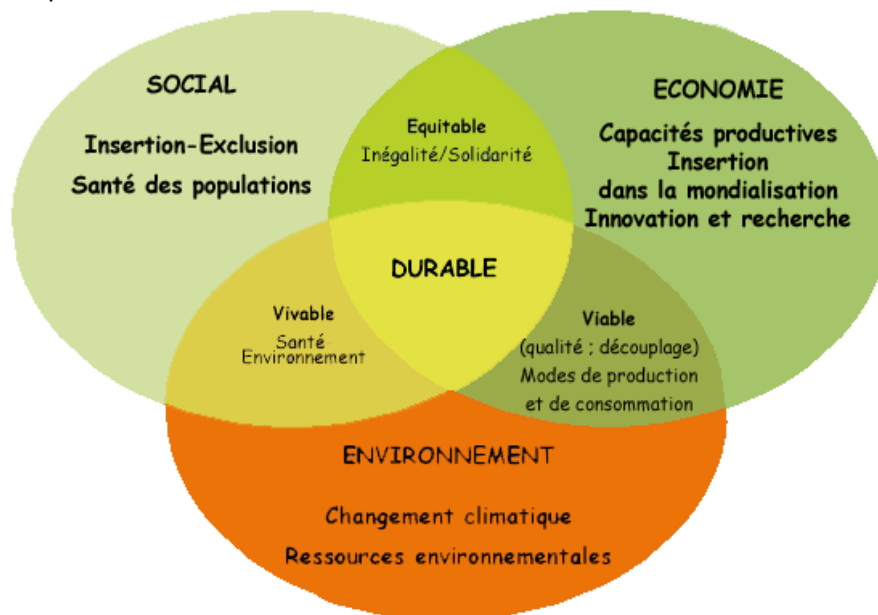 SOCIAL
Insertion-Exclusion
Santé des populations
Equitable
Inégalité/Solidarité
ECONOMIE
Capacités productives
Insertion
dans la mondialisation
Innovation et recherche
DURABLE
Vivable
Santé
Environnement
Viable
(qualité ; découplage)
Modes de production
et de consommation
ENVIRONNEMENT
Changement climatique
Ressources environnementales